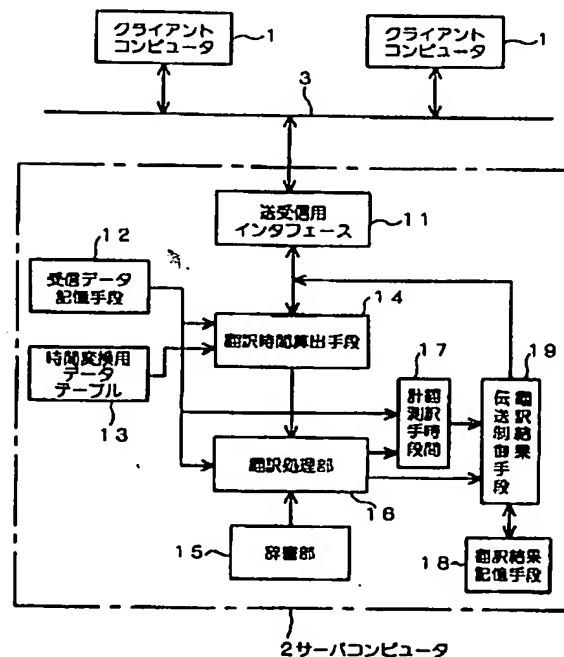 クライアント
コンピュータ
1
クライアント
コンピュータ
1
3
送受信用
インタフェース
11
12
受信データ
記憶手段
14
翻訳時間算出手段
時間変換用
データ
テーブル
13
17
翻訳時間
計測手段
19
翻訳結果
伝送制御手段
翻訳処理部
16
15
辞書部
18
翻訳結果
記憶手段
2サーバコンピュータ